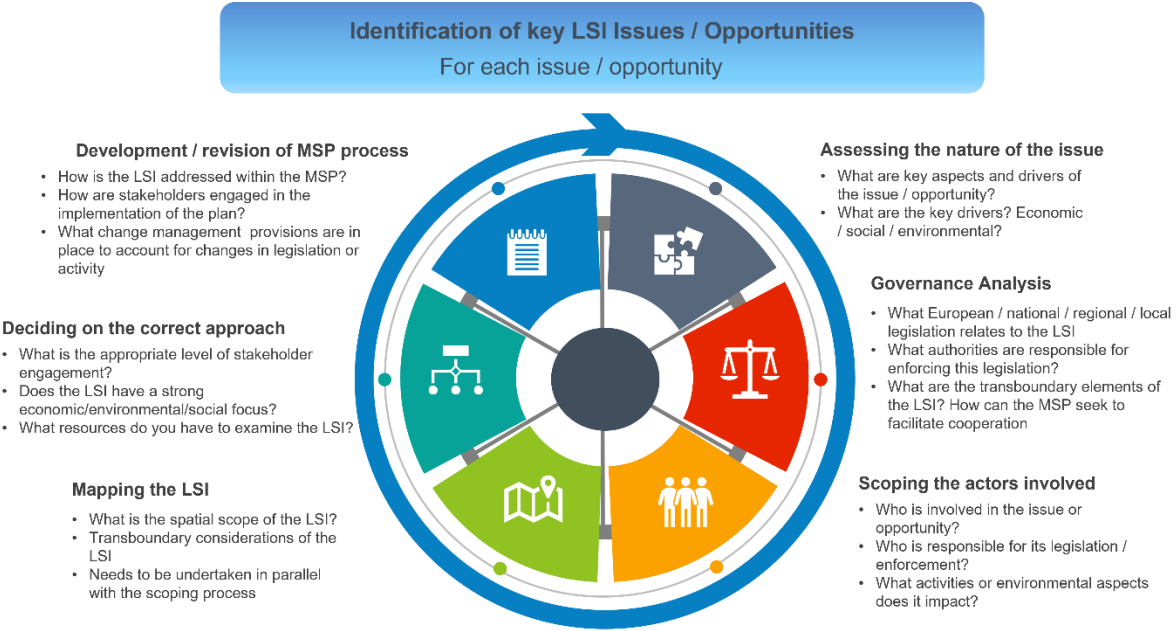 Identification of key LSI Issues / Opportunities
For each issue / opportunity
Development / revision of MSP process
• How is the LSI addressed within the MSP?
• How are stakeholders engaged in the
implementation of the plan?
• What change management provisions are in
place to account for changes in legislation or
activity
Deciding on the correct approach
• What is the appropriate level of stakeholder
engagement?
• Does the LSI have a strong
economic/environmental/social focus?
• What resources do you have to examine the LSI?
Mapping the LSI
• What is the spatial scope of the LSI?
• Transboundary considerations of the
LSI
• Needs to be undertaken in parallel
with the scoping process
Assessing the nature of the issue
• What are key aspects and drivers of
the issue / opportunity?
• What are the key drivers? Economic
/ social / environmental?
Governance Analysis
• What European / national / regional / local
legislation relates to the LSI
• What authorities are responsible for
enforcing this legislation?
• What are the transboundary elements of
the LSI? How can the MSP seek to
facilitate cooperation
Scoping the actors involved
• Who is involved in the issue or
opportunity?
• Who is responsible for its legislation /
enforcement?
• What activities or environmental aspects
does it impact?